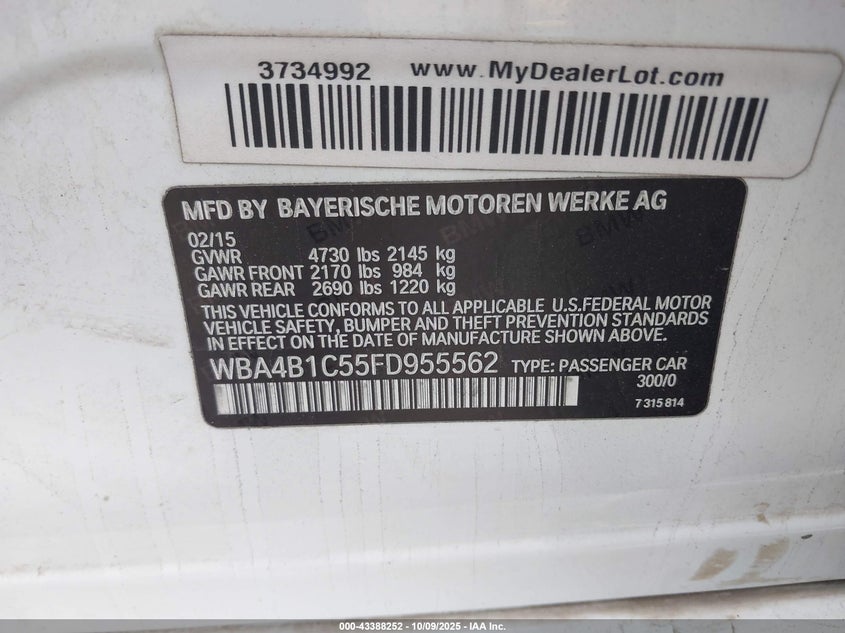 3734992 www.MyDealerLot.com
MFD BY BAYERISCHE MOTOREN WERKE AG
02/15
GVWR 4730 lbs 2145 kg
GAWR FRONT 2170 lbs 984 kg
GAWR REAR 2690 lbs 1220 kg
THIS VEHICLE CONFORMS TO ALL APPLICABLE U.S.FEDERAL MOTOR
VEHICLE SAFETY, BUMPER AND THEFT PREVENTION STANDARDS
IN EFFECT ON THE DATE OF MANUFACTURE SHOWN ABOVE.
WBA4B1C55FD955562 TYPE: PASSENGER CAR
300/0
7315814
000-43388252 | 10/09/2025 - IAA Inc.